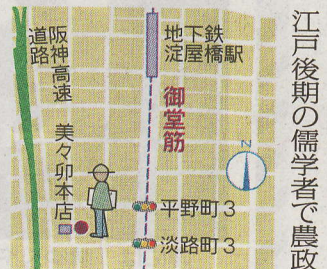 江戸後期の儒学者で農政
地下鉄
淀屋橋駅
御堂筋
阪神高速
道路
美々卯本店
平野町3
淡路町3
N